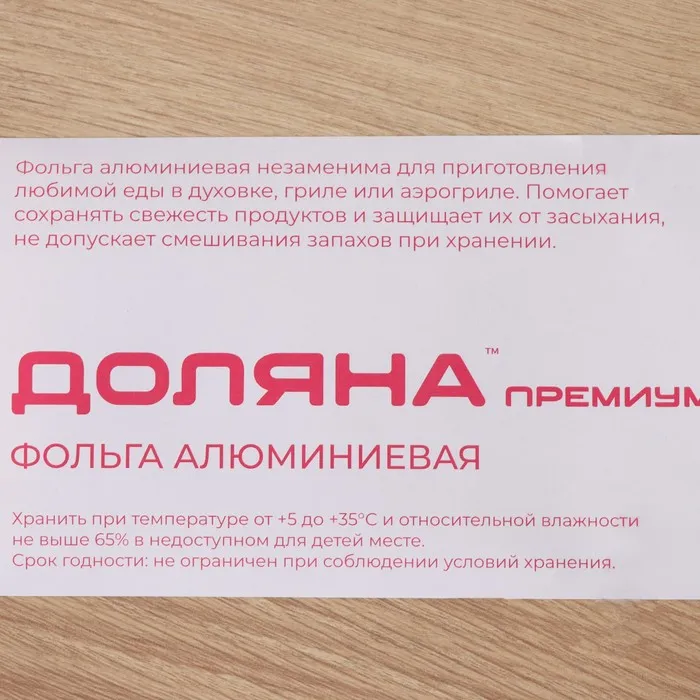 Фольга алюминиевая незаменима для приготовления
любимой еды в духовке, гриле или аэрогриле. Помогает
сохранять свежесть продуктов и защищает их от засыхания,
не допускает смешивания запахов при хранении.
ДОЛЯНА™ ПРЕМИУМ
ФОЛЬГА АЛЮМИНИЕВАЯ
Хранить при температуре от +5 до +35°C и относительной влажности
не выше 65% в недоступном для детей месте.
Срок годности: не ограничен при соблюдении условий хранения.